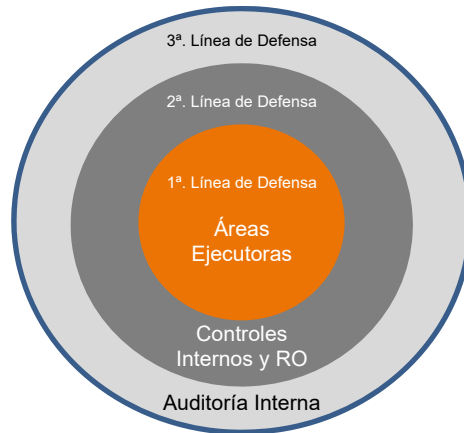 3ª. Línea de Defensa
2ª. Línea de Defensa
1ª. Línea de Defensa
Áreas
Ejecutoras
Controles
Internos y RO
Auditoría Interna